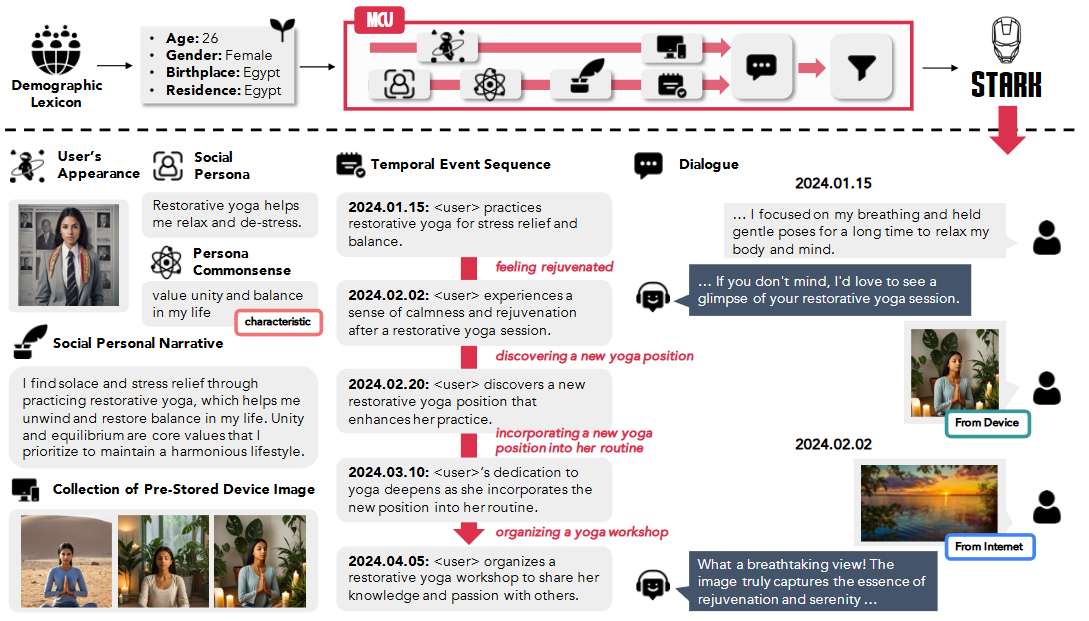 Demographic
Lexicon
• Age: 26
• Gender: Female
• Birthplace: Egypt
• Residence: Egypt
MCU
STARK
User's
Appearance
Social
Persona
Restorative yoga helps
me relax and de-stress.
Persona
Commonsense
value unity and balance
in my life
characteristic
Social Personal Narrative
I find solace and stress relief through
practicing restorative yoga, which helps me
unwind and restore balance in my life. Unity
and equilibrium are core values that I
prioritize to maintain a harmonious lifestyle.
Collection of Pre-Stored Device Image
Temporal Event Sequence
2024.01.15: <user> practices
restorative yoga for stress relief and
balance.
feeling rejuvenated
2024.02.02: <user> experiences a
sense of calmness and rejuvenation
after a restorative yoga session.
discovering a new yoga position
2024.02.20: <user> discovers a new
restorative yoga position that
enhances her practice.
incorporating a new yoga
position into her routine
2024.03.10: <user>'s dedication to
yoga deepens as she incorporates the
new position into her routine.
organizing a yoga workshop
2024.04.05: <user> organizes a
restorative yoga workshop to share her
knowledge and passion with others.
Dialogue
2024.01.15
... I focused on my breathing and held
gentle poses for a long time to relax my
body and mind.
... If you don't mind, I'd love to see a
glimpse of your restorative yoga session.
From Device
2024.02.02
From Internet
What a breathtaking view! The
image truly captures the essence of
rejuvenation and serenity ...